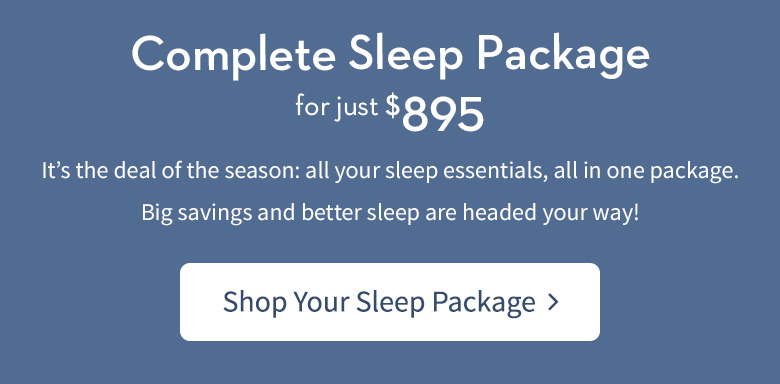 Complete Sleep Package
for just $895
It’s the deal of the season: all your sleep essentials, all in one package.
Big savings and better sleep are headed your way!
Shop Your Sleep Package >